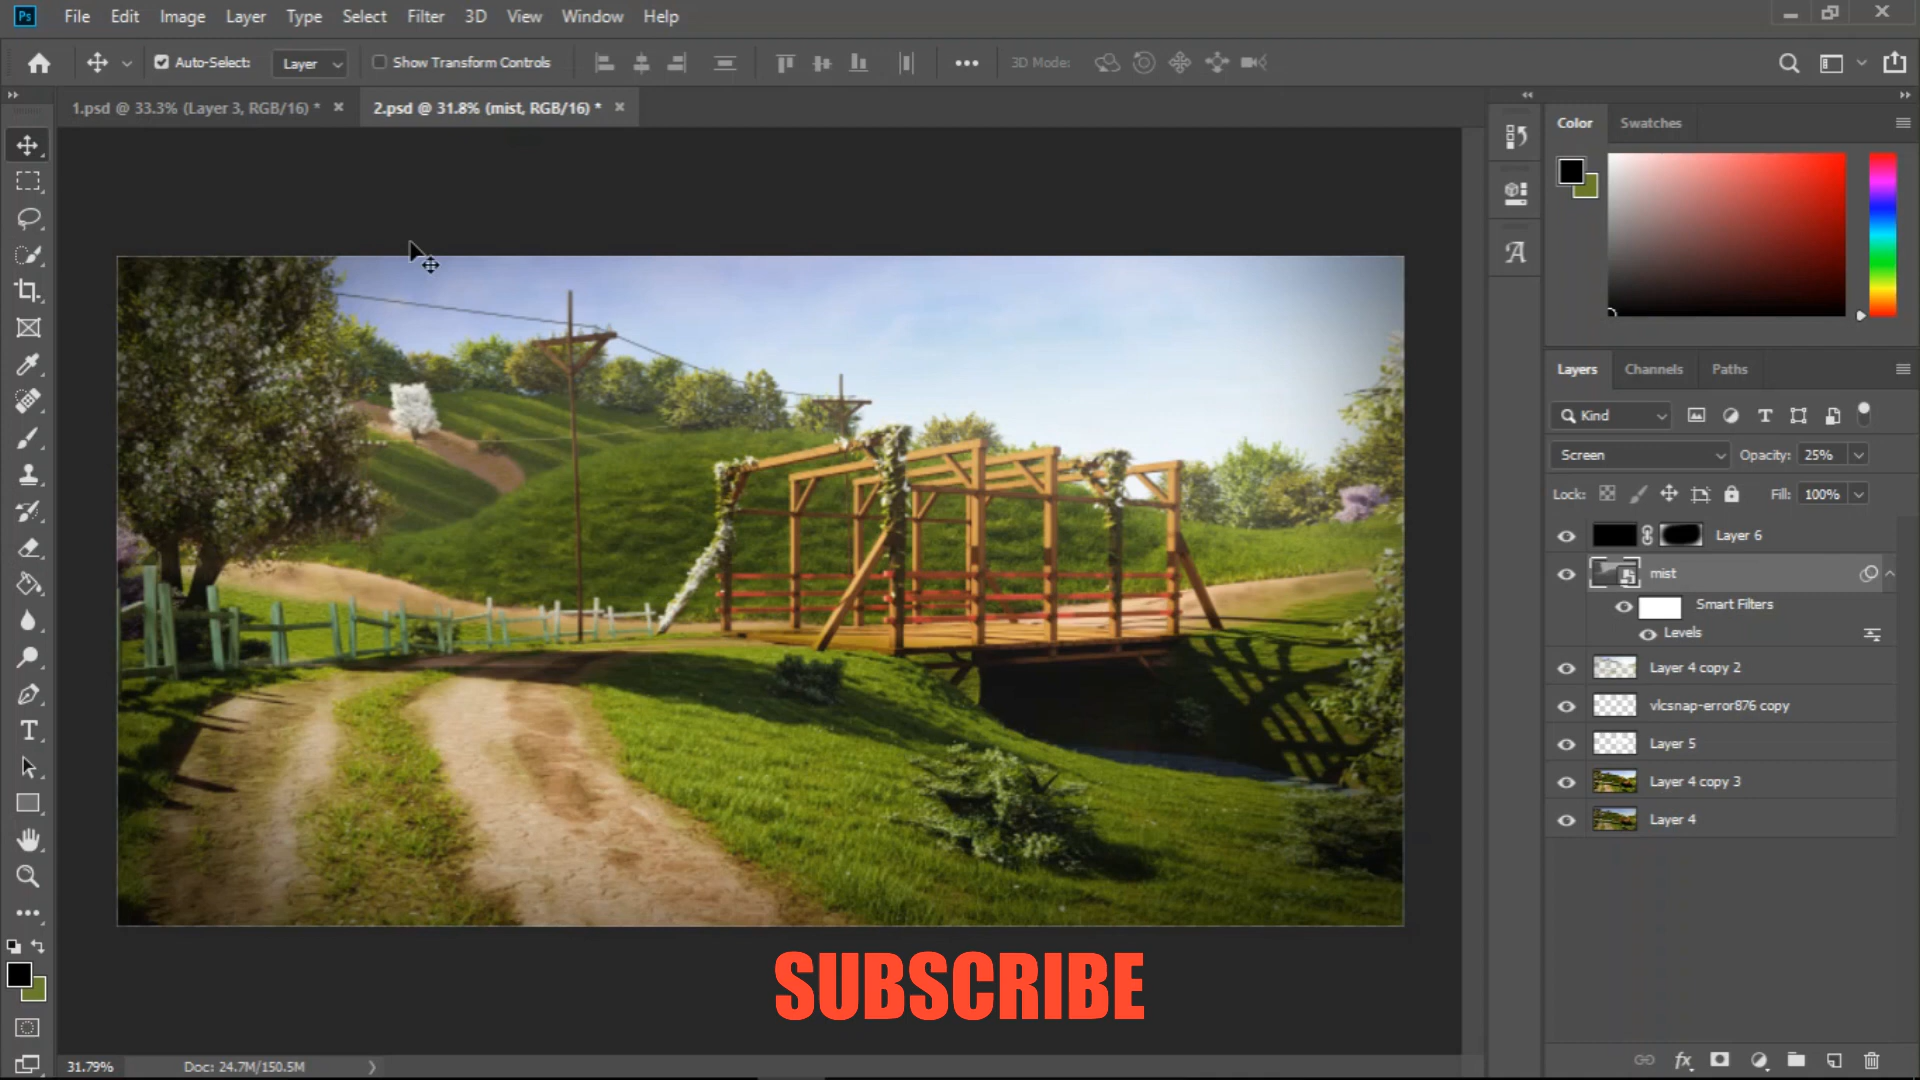 Ps File Edit Image Layer Type Select Filter 3D View Window Help
Auto-Select: Layer Show Transform Controls 3D Mode:
1.psd @ 33.3% (Layer 3, RGB/16) * 2.psd @ 31.8% (mist, RGB/16) *
Color Swatches
Layers Channels Paths
Kind
Screen Opacity: 25%
Lock: Fill: 100%
Layer 6
mist
Smart Filters
Levels
Layer 4 copy 2
vlcsnap-error876 copy
Layer 5
Layer 4 copy 3
Layer 4
SUBSCRIBE
31.79% Doc: 24.7M/150.5M